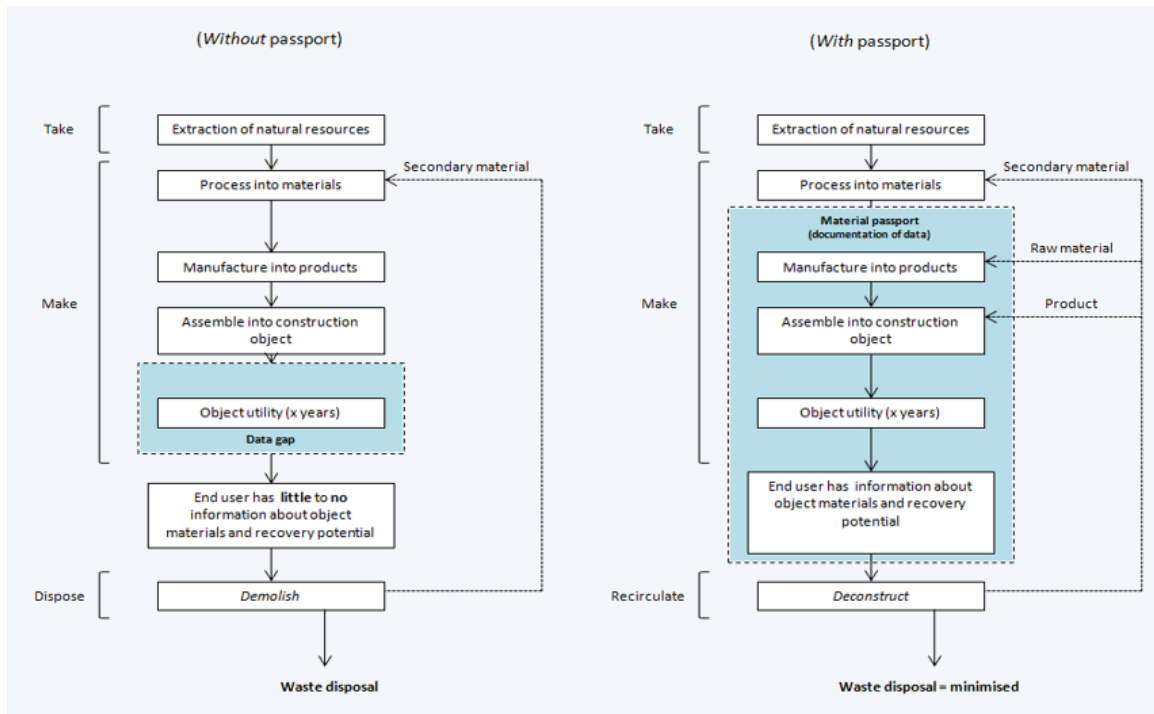 (Without passport)
Take
Extraction of natural resources
Secondary material
Process into materials
Make
Manufacture into products
Assemble into construction
object
Object utility (x years)
Data gap
End user has little to no
information about object
materials and recovery potential
Dispose
Demolish
Waste disposal
(With passport)
Take
Extraction of natural resources
Secondary material
Process into materials
Material passport
(documentation of data)
Raw material
Make
Manufacture into products
Product
Assemble into construction
object
Object utility (x years)
End user has information about
object materials and recovery
potential
Recirculate
Deconstruct
Waste disposal = minimised